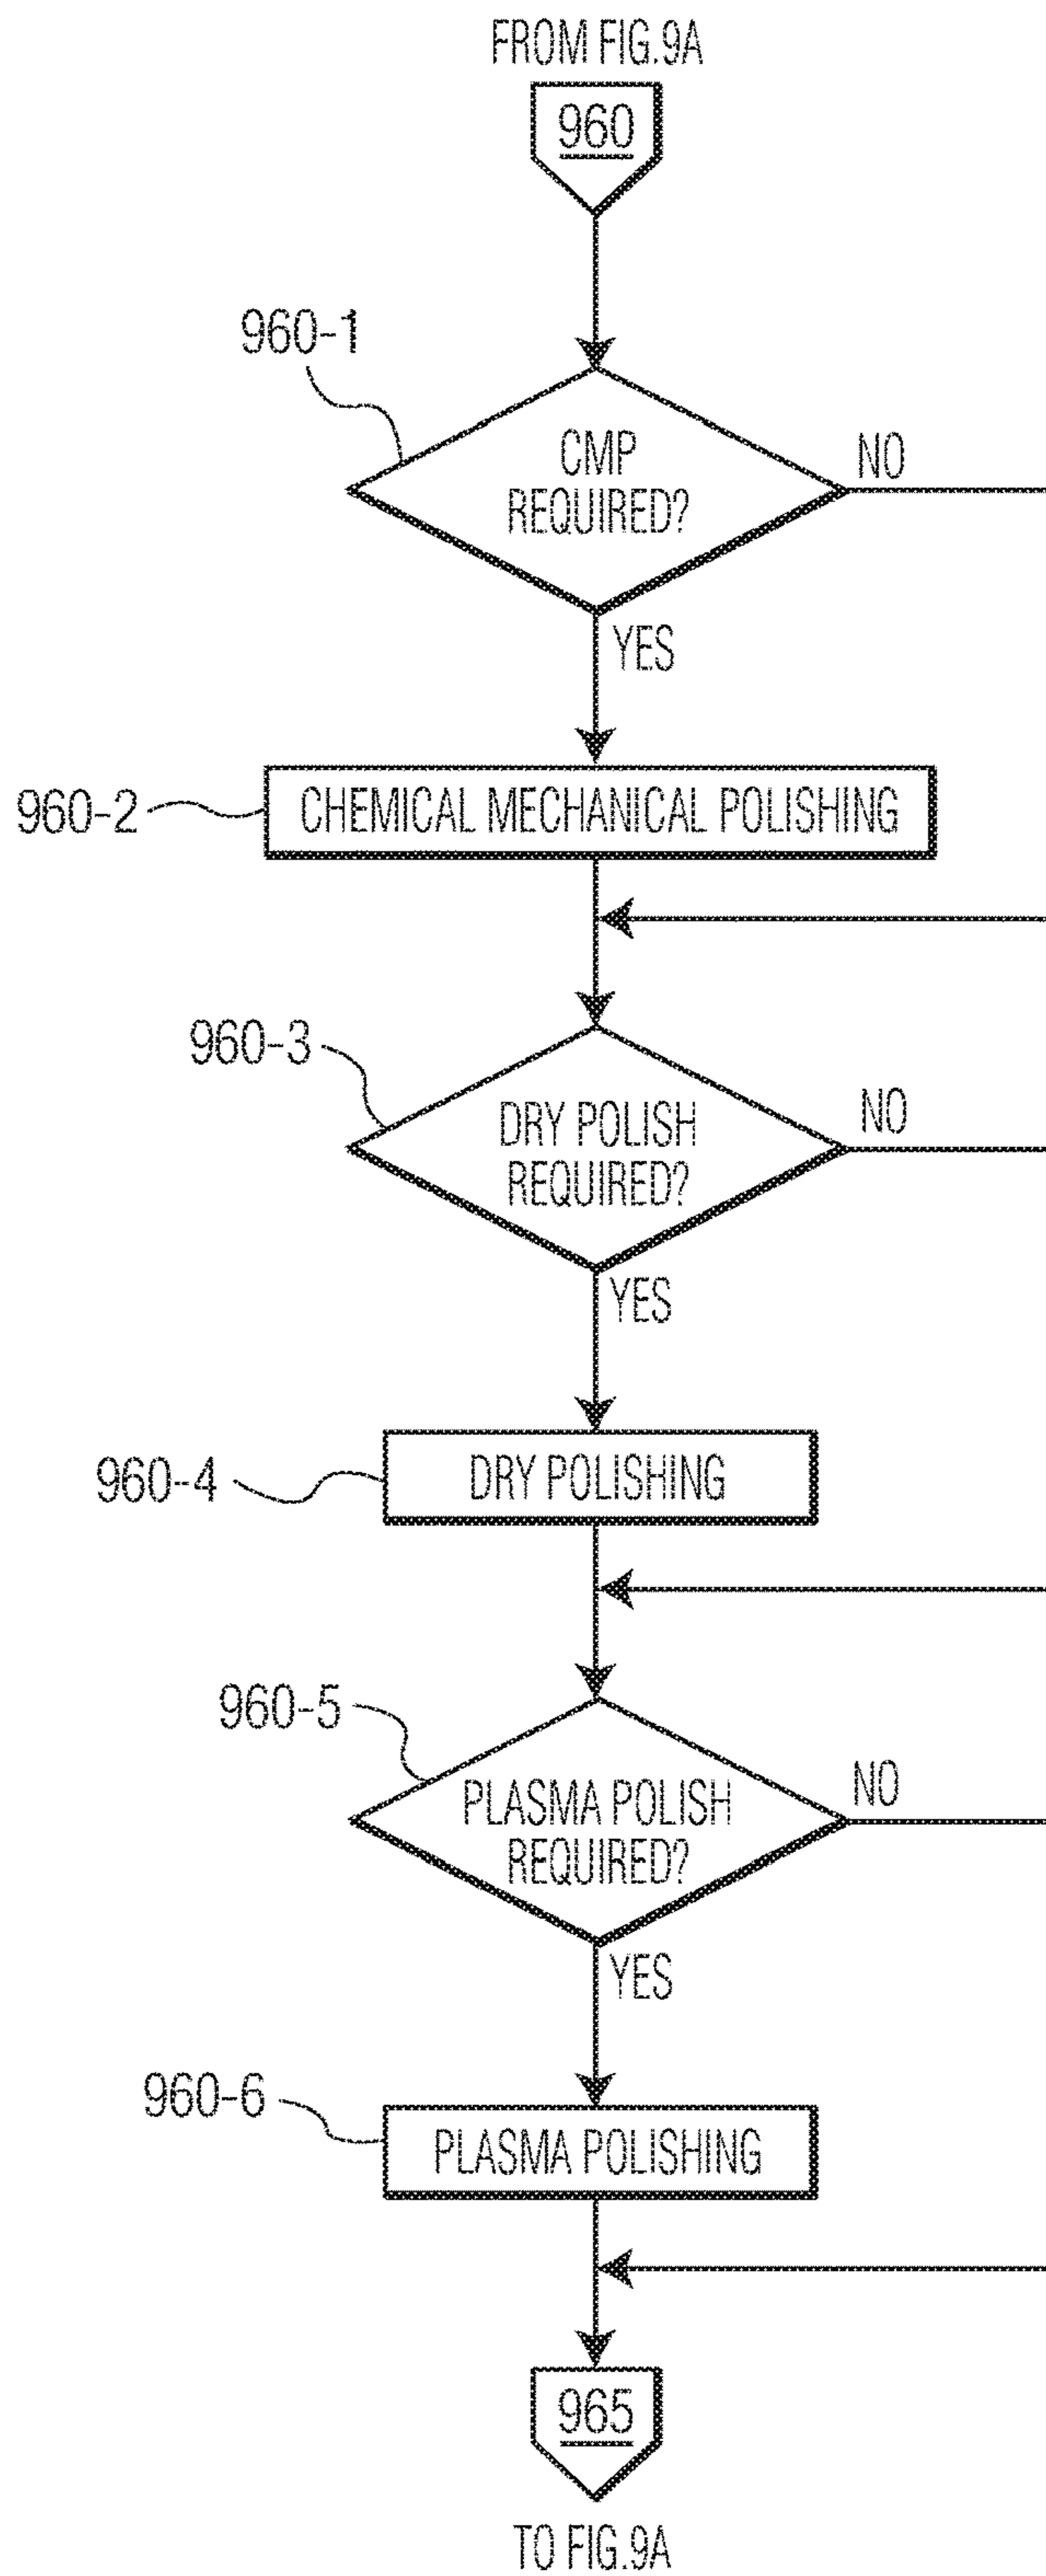 FROM FIG.9A
960
960-1
CMP
REQUIRED?
NO
YES
960-2
CHEMICAL MECHANICAL POLISHING
960-3
DRY POLISH
REQUIRED?
NO
YES
960-4
DRY POLISHING
960-5
PLASMA POLISH
REQUIRED?
NO
YES
960-6
PLASMA POLISHING
965
TO FIG.9A